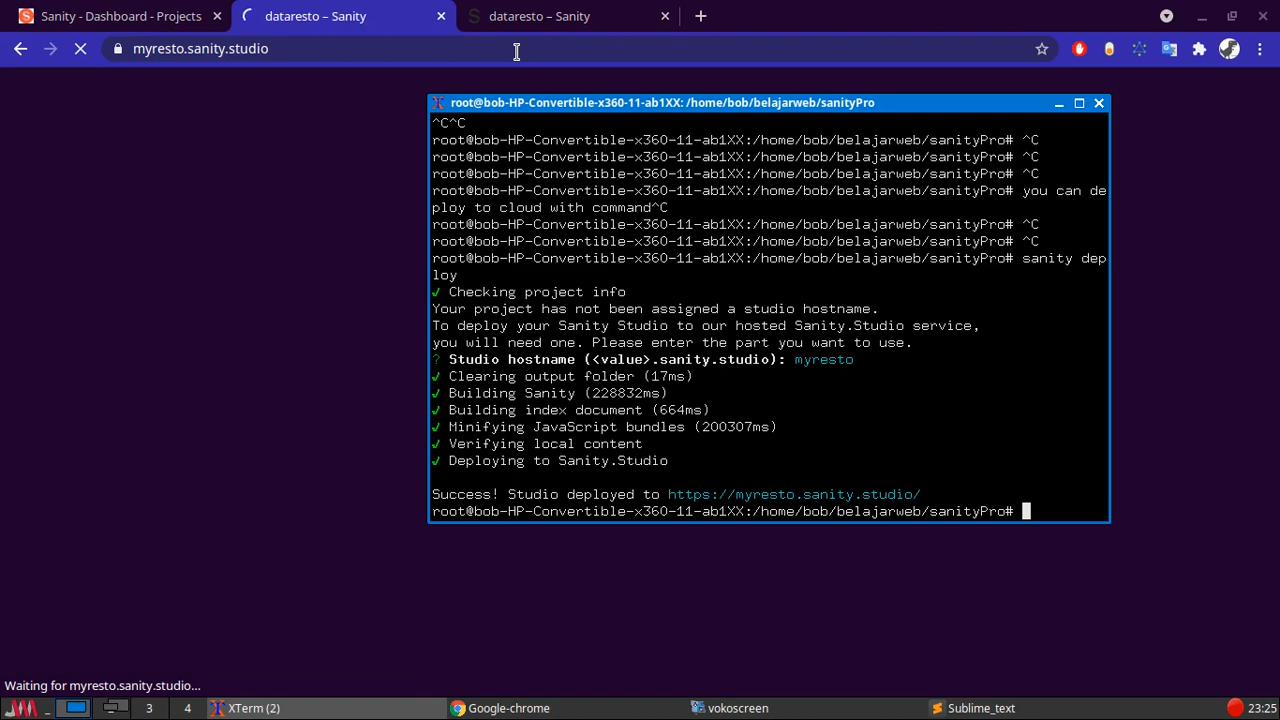 Sanity - Dashboard - Projects
dataresto – Sanity
dataresto – Sanity
myresto.sanity.studio
root@bob-HP-Convertible-x360-11-ab1XX: /home/bob/belajarweb/sanityPro
^C^C
root@bob-HP-Convertible-x360-11-ab1XX:/home/bob/belajarweb/sanityPro# ^C
root@bob-HP-Convertible-x360-11-ab1XX:/home/bob/belajarweb/sanityPro# ^C
root@bob-HP-Convertible-x360-11-ab1XX:/home/bob/belajarweb/sanityPro# ^C
root@bob-HP-Convertible-x360-11-ab1XX:/home/bob/belajarweb/sanityPro# you can de
ploy to cloud with command^C
root@bob-HP-Convertible-x360-11-ab1XX:/home/bob/belajarweb/sanityPro# ^C
root@bob-HP-Convertible-x360-11-ab1XX:/home/bob/belajarweb/sanityPro# ^C
root@bob-HP-Convertible-x360-11-ab1XX:/home/bob/belajarweb/sanityPro# sanity dep
loy
✓ Checking project info
Your project has not been assigned a studio hostname.
To deploy your Sanity Studio to our hosted Sanity.Studio service,
you will need one. Please enter the part you want to use.
? Studio hostname (<value>.sanity.studio): myresto
✓ Clearing output folder (17ms)
✓ Building Sanity (228832ms)
✓ Building index document (664ms)
✓ Minifying JavaScript bundles (200307ms)
✓ Verifying local content
✓ Deploying to Sanity.Studio
Success! Studio deployed to https://myresto.sanity.studio/
root@bob-HP-Convertible-x360-11-ab1XX:/home/bob/belajarweb/sanityPro#
Waiting for myresto.sanity.studio...
3
4
XTerm (2)
Google-chrome
vokoscreen
Sublime_text
23:25